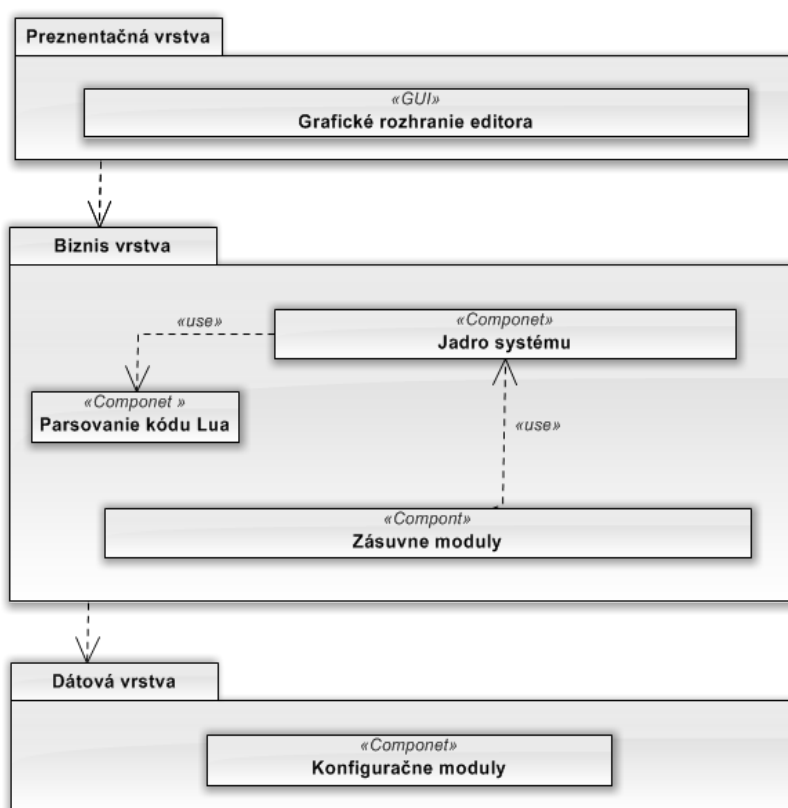 Preznentačná vrstva
«GUI»
Grafické rozhranie editora
Biznis vrstva
«Componet»
Jadro systému
«use»
«Componet »
Parsovanie kódu Lua
«use»
«Compont»
Zásuvne moduly
Dátová vrstva
«Componet»
Konfiguračne moduly